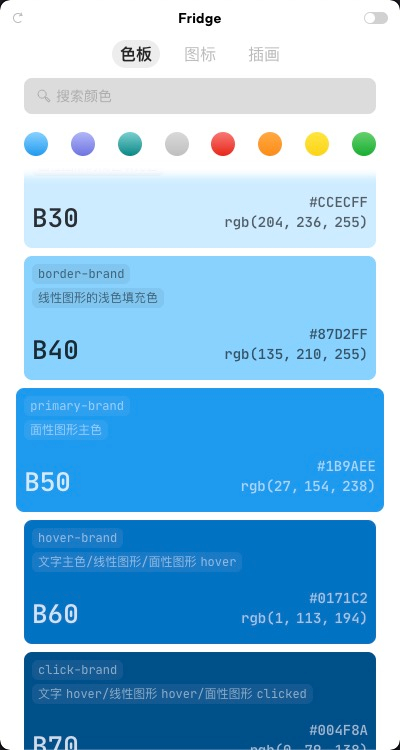 Fridge
色板 图标 插画
搜索颜色
#CCECFF
B30 rgb(204, 236, 255)
border-brand
线性图形的浅色填充色
#87D2FF
B40 rgb(135, 210, 255)
primary-brand
面性图形主色
#1B9AEE
B50 rgb(27, 154, 238)
hover-brand
文字主色/线性图形/面性图形 hover
#0171C2
B60 rgb(1, 113, 194)
click-brand
文字 hover/线性图形 hover/面性图形 clicked
#004F8A
B70 rgb(0, 79, 138)